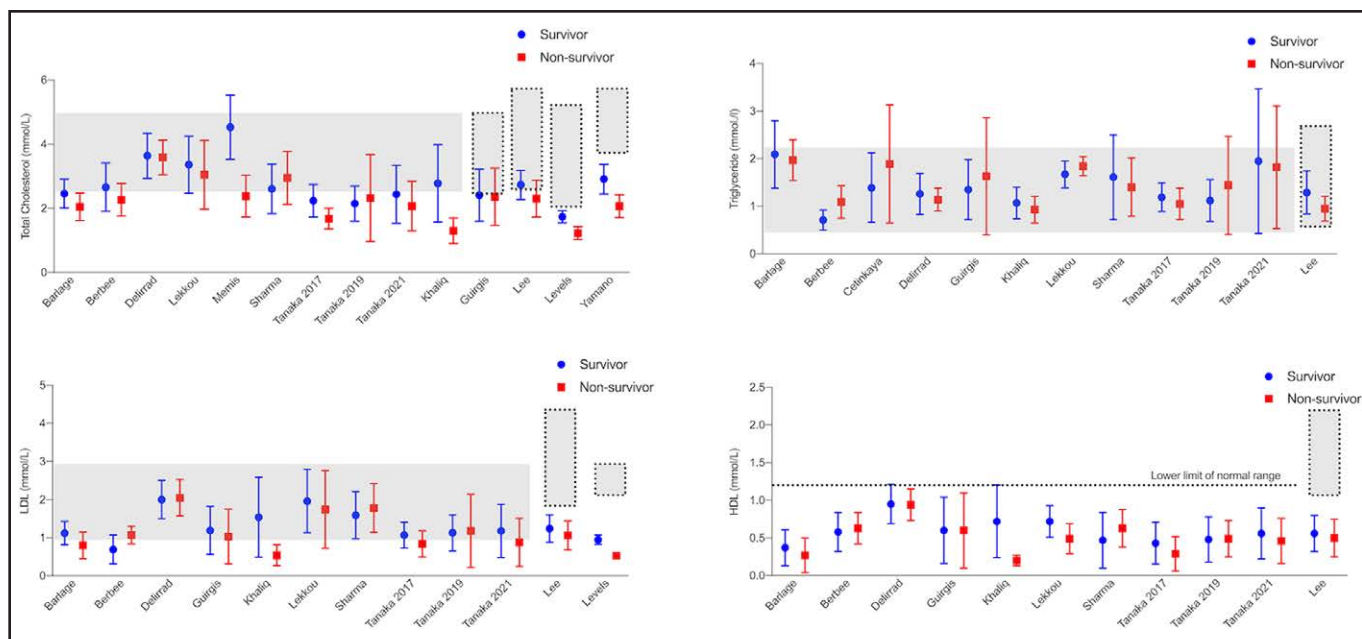 Survivor
Non-survivor
Total Cholesterol (mmol/L)
6
4
2
0
Barlage
Berbee
Delirrad
Lekkou
Memis
Sharma
Tanaka 2017
Tanaka 2019
Tanaka 2021
Khaliq
Guirgis
Lee
Levels
Yamano
Survivor
Non-survivor
Triglyceride (mmol./l)
4
3
2
1
0
Barlage
Berbee
Cetinkaya
Delirrad
Guirgis
Khaliq
Lekkou
Sharma
Tanaka 2017
Tanaka 2019
Tanaka 2021
Lee
Survivor
Non-survivor
LDL (mmol/L)
5
4
3
2
1
0
Barlage
Berbee
Delirrad
Guirgis
Khaliq
Lekkou
Sharma
Tanaka 2017
Tanaka 2019
Tanaka 2021
Lee
Levels
Survivor
Non-survivor
HDL (mmol/L)
2.5
2.0
1.5
1.0
0.5
0.0
Lower limit of normal range
Barlage
Berbee
Delirrad
Guirgis
Khaliq
Lekkou
Sharma
Tanaka 2017
Tanaka 2019
Tanaka 2021
Lee